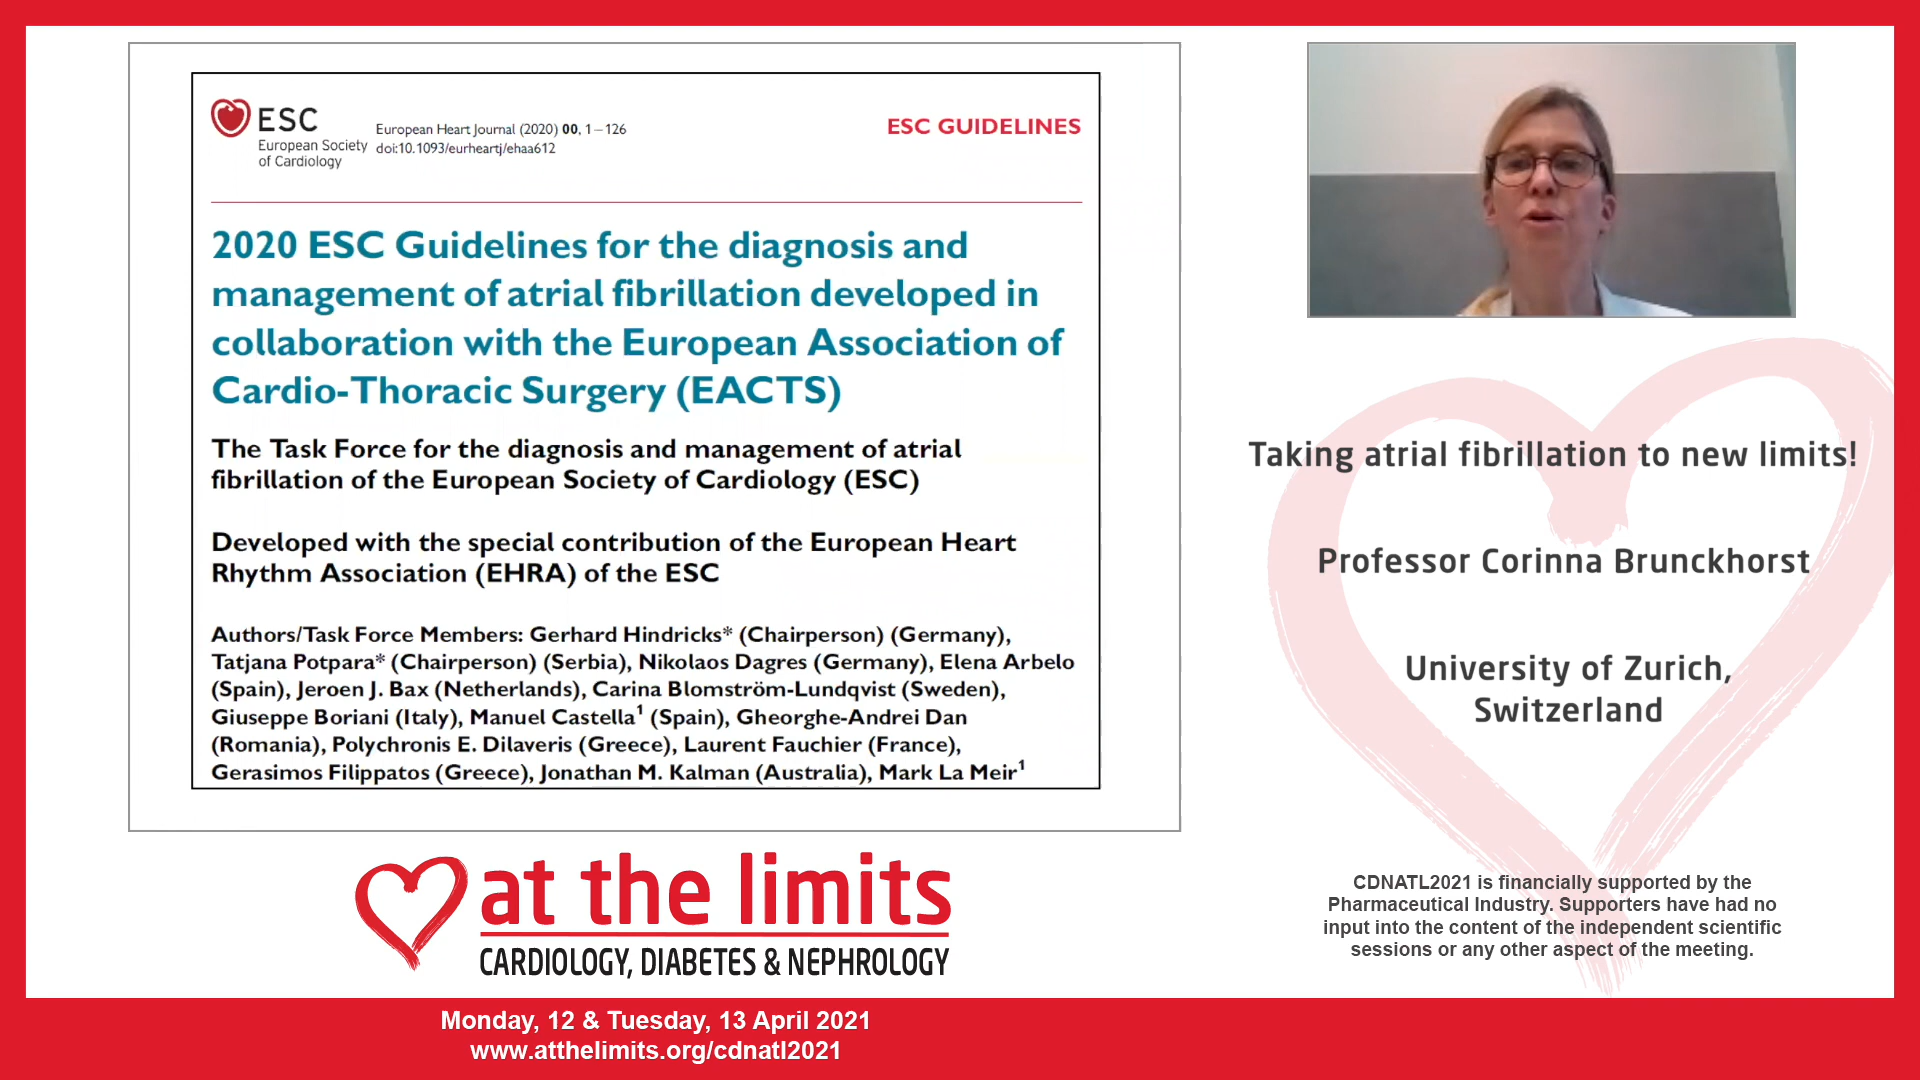 ESC
European Society
of Cardiology
European Heart Journal (2020) 00, 1–126
doi:10.1093/eurheartj/ehaa612
ESC GUIDELINES
2020 ESC Guidelines for the diagnosis and
management of atrial fibrillation developed in
collaboration with the European Association of
Cardio-Thoracic Surgery (EACTS)
The Task Force for the diagnosis and management of atrial
fibrillation of the European Society of Cardiology (ESC)
Developed with the special contribution of the European Heart
Rhythm Association (EHRA) of the ESC
Authors/Task Force Members: Gerhard Hindricks* (Chairperson) (Germany),
Tatjana Potpara* (Chairperson) (Serbia), Nikolaos Dagres (Germany), Elena Arbelo
(Spain), Jeroen J. Bax (Netherlands), Carina Blomström-Lundqvist (Sweden),
Giuseppe Boriani (Italy), Manuel Castella¹ (Spain), Gheorghe-Andrei Dan
(Romania), Polychronis E. Dilaveris (Greece), Laurent Fauchier (France),
Gerasimos Filippatos (Greece), Jonathan M. Kalman (Australia), Mark La Meir¹
Taking atrial fibrillation to new limits!
Professor Corinna Brunckhorst
University of Zurich,
Switzerland
CDNATL2021 is financially supported by the
Pharmaceutical Industry. Supporters have had no
input into the content of the independent scientific
sessions or any other aspect of the meeting.
at the limits
CARDIOLOGY, DIABETES & NEPHROLOGY
Monday, 12 & Tuesday, 13 April 2021
www.atthelimits.org/cdnatl2021